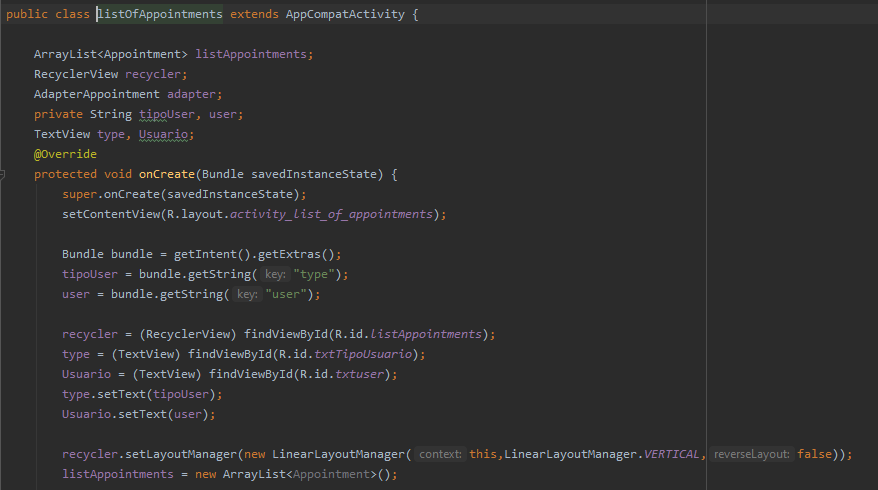 public class listOfAppointments extends AppCompatActivity {
ArrayList<Appointment> listAppointments;
RecyclerView recycler;
AdapterAppointment adapter;
private String tipoUser, user;
TextView type, Usuario;
@Override
protected void onCreate(Bundle savedInstanceState) {
super.onCreate(savedInstanceState);
setContentView(R.layout.activity_list_of_appointments);
Bundle bundle = getIntent().getExtras();
tipoUser = bundle.getString( key: "type");
user = bundle.getString( key: "user");
recycler = (RecyclerView) findViewById(R.id.listAppointments);
type = (TextView) findViewById(R.id.txtTipoUsuario);
Usuario = (TextView) findViewById(R.id.txtuser);
type.setText(tipoUser);
Usuario.setText(user);
recycler.setLayoutManager(new LinearLayoutManager( context: this,LinearLayoutManager.VERTICAL, reverseLayout: false));
listAppointments = new ArrayList<Appointment>();